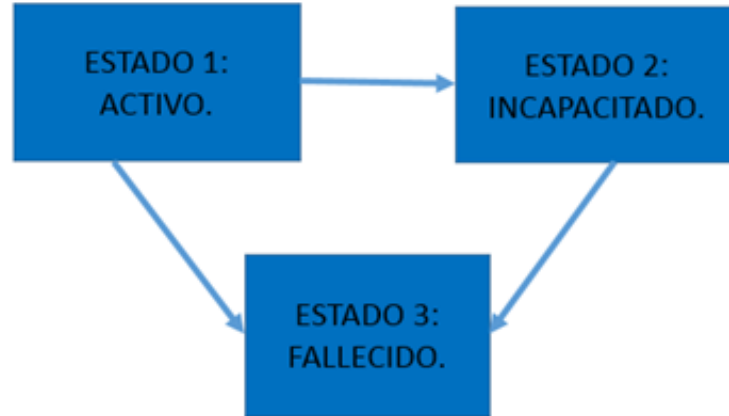 ESTADO 1:
ACTIVO.
ESTADO 2:
INCAPACITADO.
ESTADO 3:
FALLECIDO.